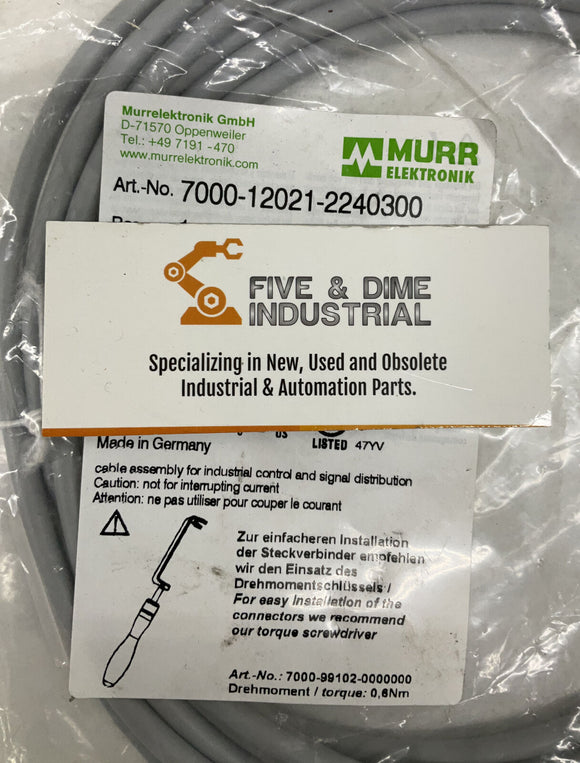 Murrelektronik GmbH
D-71570 Oppenweiler
Tel.: +49 7191 -470
www.murrelektronik.com
MURR
ELEKTRONIK
Art.-No. 7000-12021-2240300
FIVE & DIME
INDUSTRIAL
Specializing in New, Used and Obsolete
Industrial & Automation Parts.
US
LISTED 47YV
Made in Germany
cable assembly for industrial control and signal distribution
Caution: not for interrupting current
Attention: ne pas utiliser pour couper le courant
Zur einfacheren Installation
der Steckverbinder empfehlen
wir den Einsatz des
Drehmomentschlüssels /
For easy Installation of the
connectors we recommend
our torque screwdriver
Art.-No.: 7000-99102-0000000
Drehmoment / torque: 0,6Nm